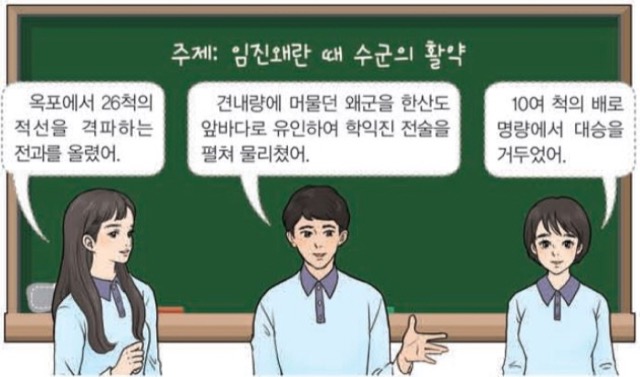 주제: 임진왜란 때 수군의 활약
옥포에서 26척의
적선을 격파하는
전과를 올렸어.
견내량에 머물던 왜군을 한산도
앞바다로 유인하여 학익진 전술을
펼쳐 물리쳤어.
10여 척의 배로
명량에서 대승을
거두었어.